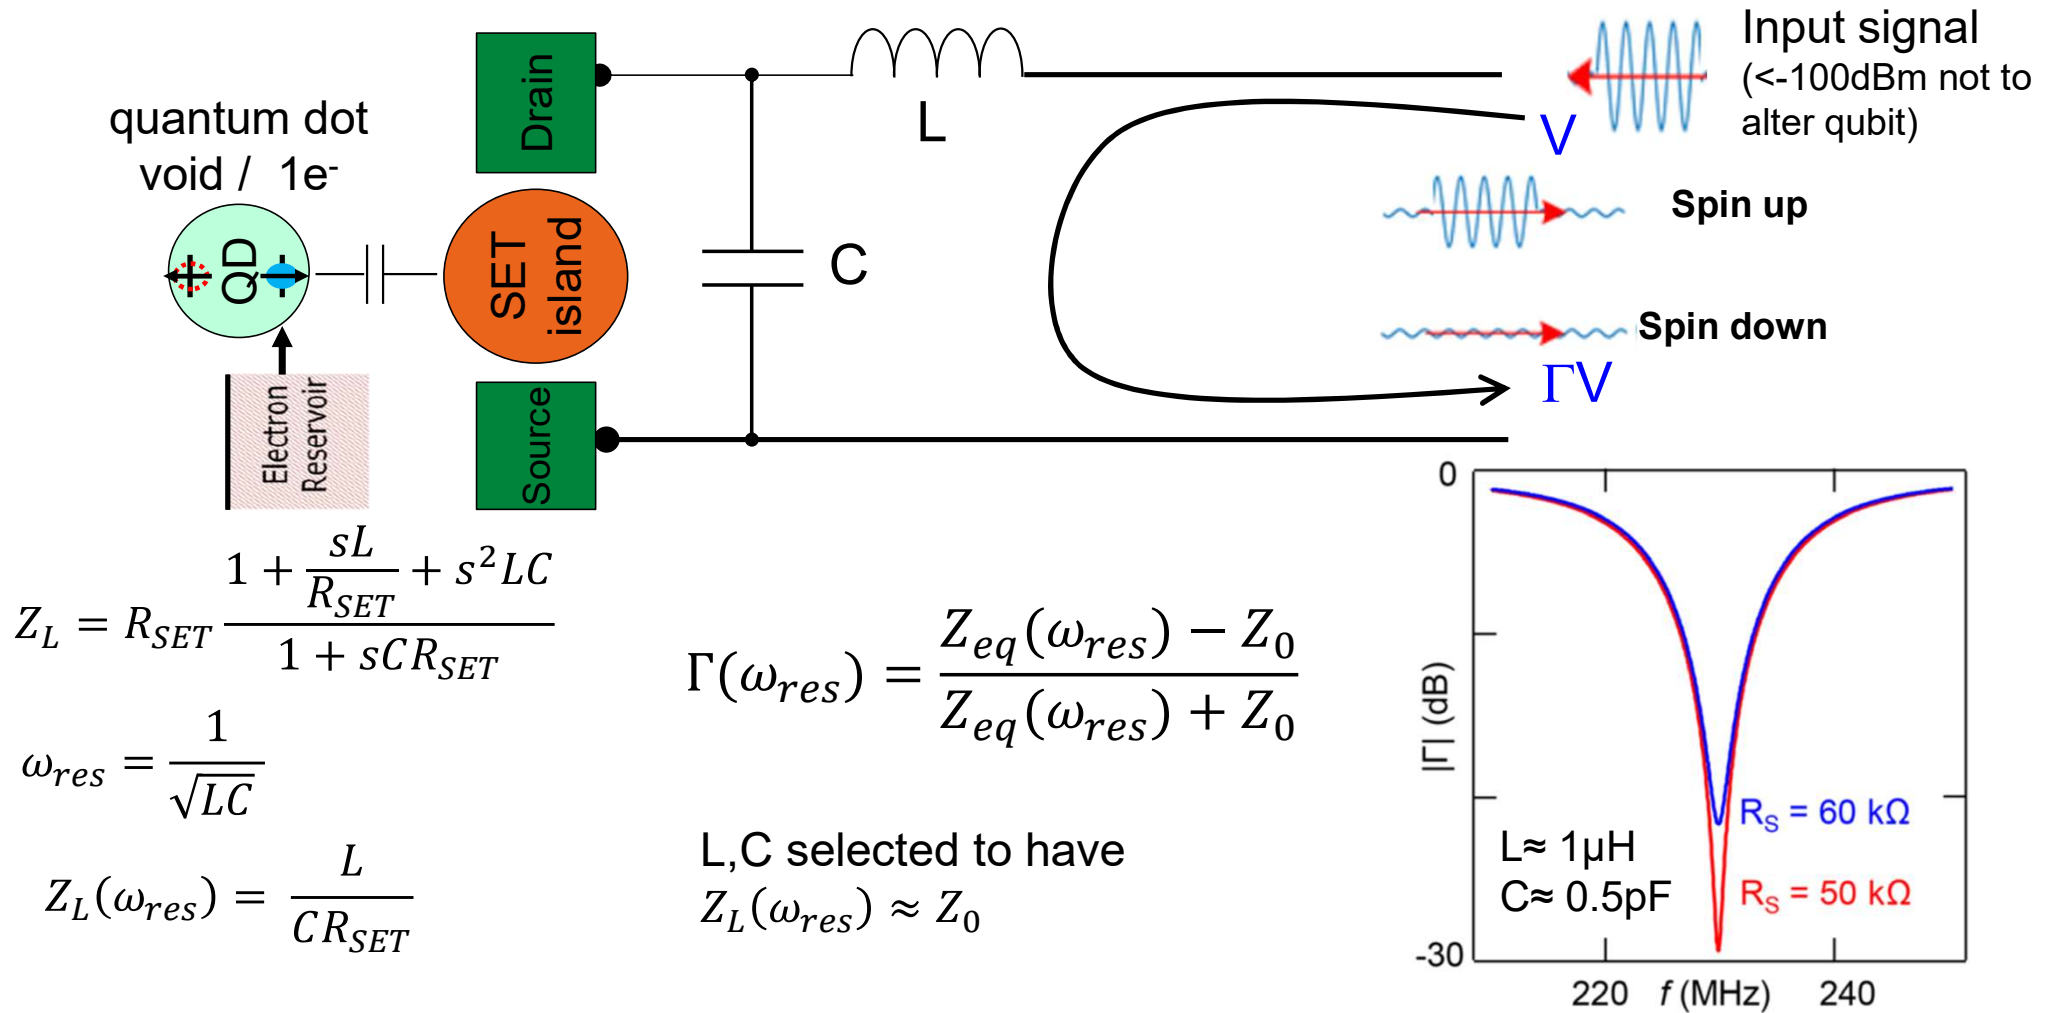 quantum dot
void / 1e-
QD
Electron
Reservoir
Drain
SET
island
Source
L
C
Input signal
(<-100dBm not to
alter qubit)
V
Spin up
Spin down
ΓV
Z_L = R_SET (1 + sL/R_SET + s²LC)/(1 + sCR_SET)
ω_res = 1/√LC
Z_L(ω_res) = L/CR_SET
Γ(ω_res) = (Z_eq(ω_res) − Z_0)/(Z_eq(ω_res) + Z_0)
L,C selected to have
Z_L(ω_res) ≈ Z_0
0
|Γ| (dB)
-30
R_S = 60 kΩ
R_S = 50 kΩ
L≈ 1µH
C≈ 0.5pF
220 f (MHz) 240